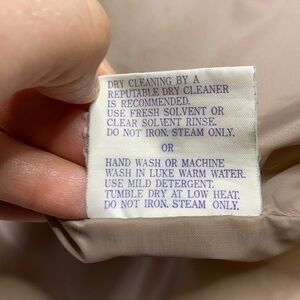 DRY CLEANING BY A
REPUTABLE DRY CLEANER
IS RECOMMENDED.
USE FRESH SOLVENT OR
CLEAR SOLVENT RINSE.
DO NOT IRON. STEAM ONLY.
OR
HAND WASH OR MACHINE
WASH IN LUKE WARM WATER.
USE MILD DETERGENT.
TUMBLE DRY AT LOW HEAT.
DO NOT IRON. STEAM ONLY.